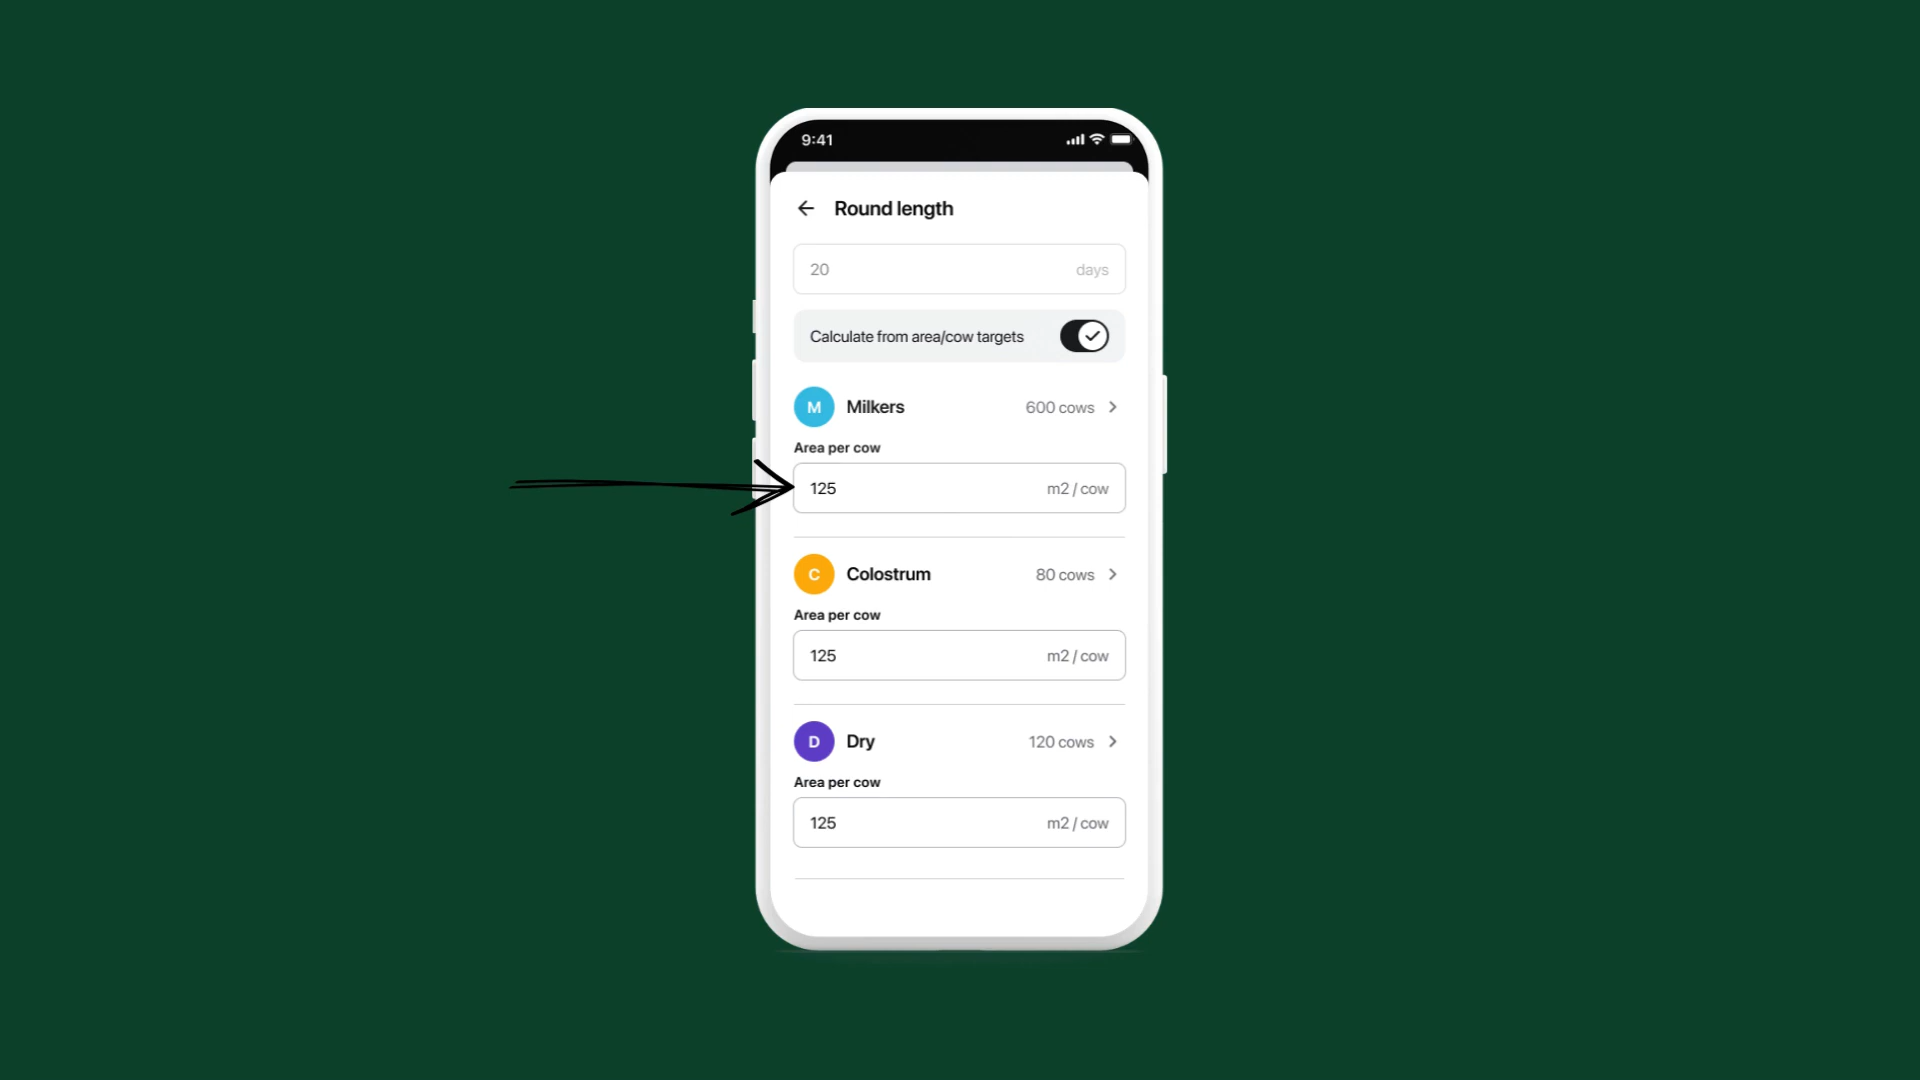 9:41
Round length
20 days
Calculate from area/cow targets
M Milkers 600 cows
Area per cow
125 m2 / cow
C Colostrum 80 cows
Area per cow
125 m2 / cow
D Dry 120 cows
Area per cow
125 m2 / cow